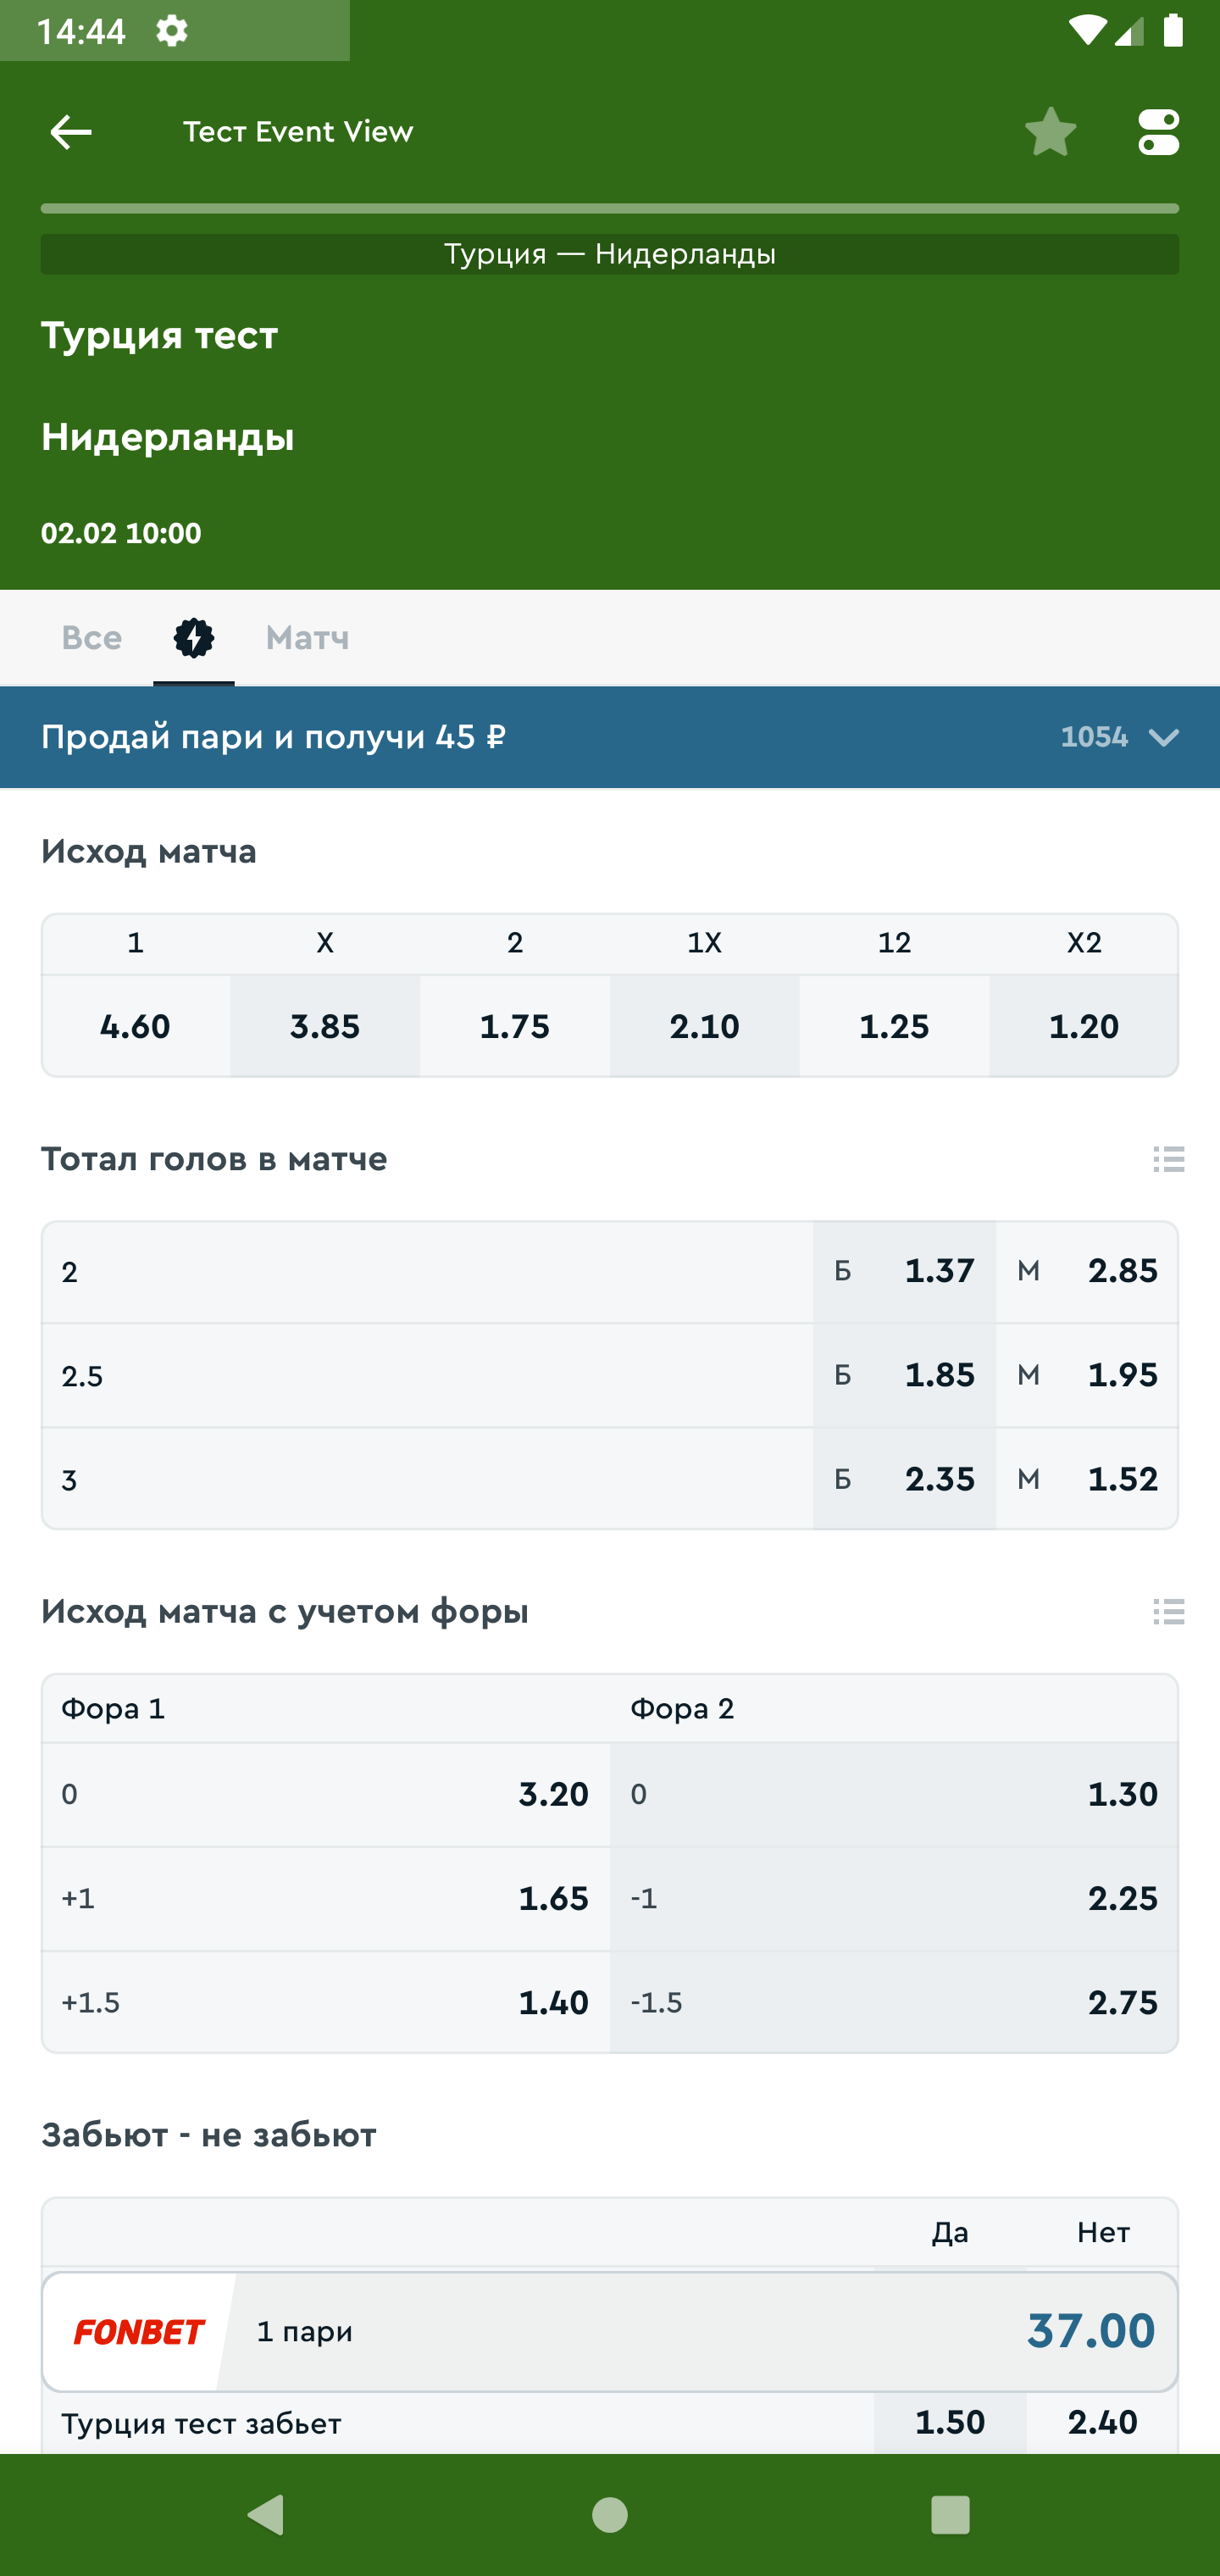 14:44
Тест Event View
Турция — Нидерланды
Турция тест
Нидерланды
02.02 10:00
Все Матч
Продай пари и получи 45 ₽ 1054
Исход матча
1 X 2 1X 12 X2
4.60 3.85 1.75 2.10 1.25 1.20
Тотал голов в матче
2 Б 1.37 М 2.85
2.5 Б 1.85 М 1.95
3 Б 2.35 М 1.52
Исход матча с учетом форы
Фора 1 Фора 2
0 3.20 0 1.30
+1 1.65 -1 2.25
+1.5 1.40 -1.5 2.75
Забьют - не забьют
Да Нет
FONBET 1 пари 37.00
Турция тест забьет 1.50 2.40